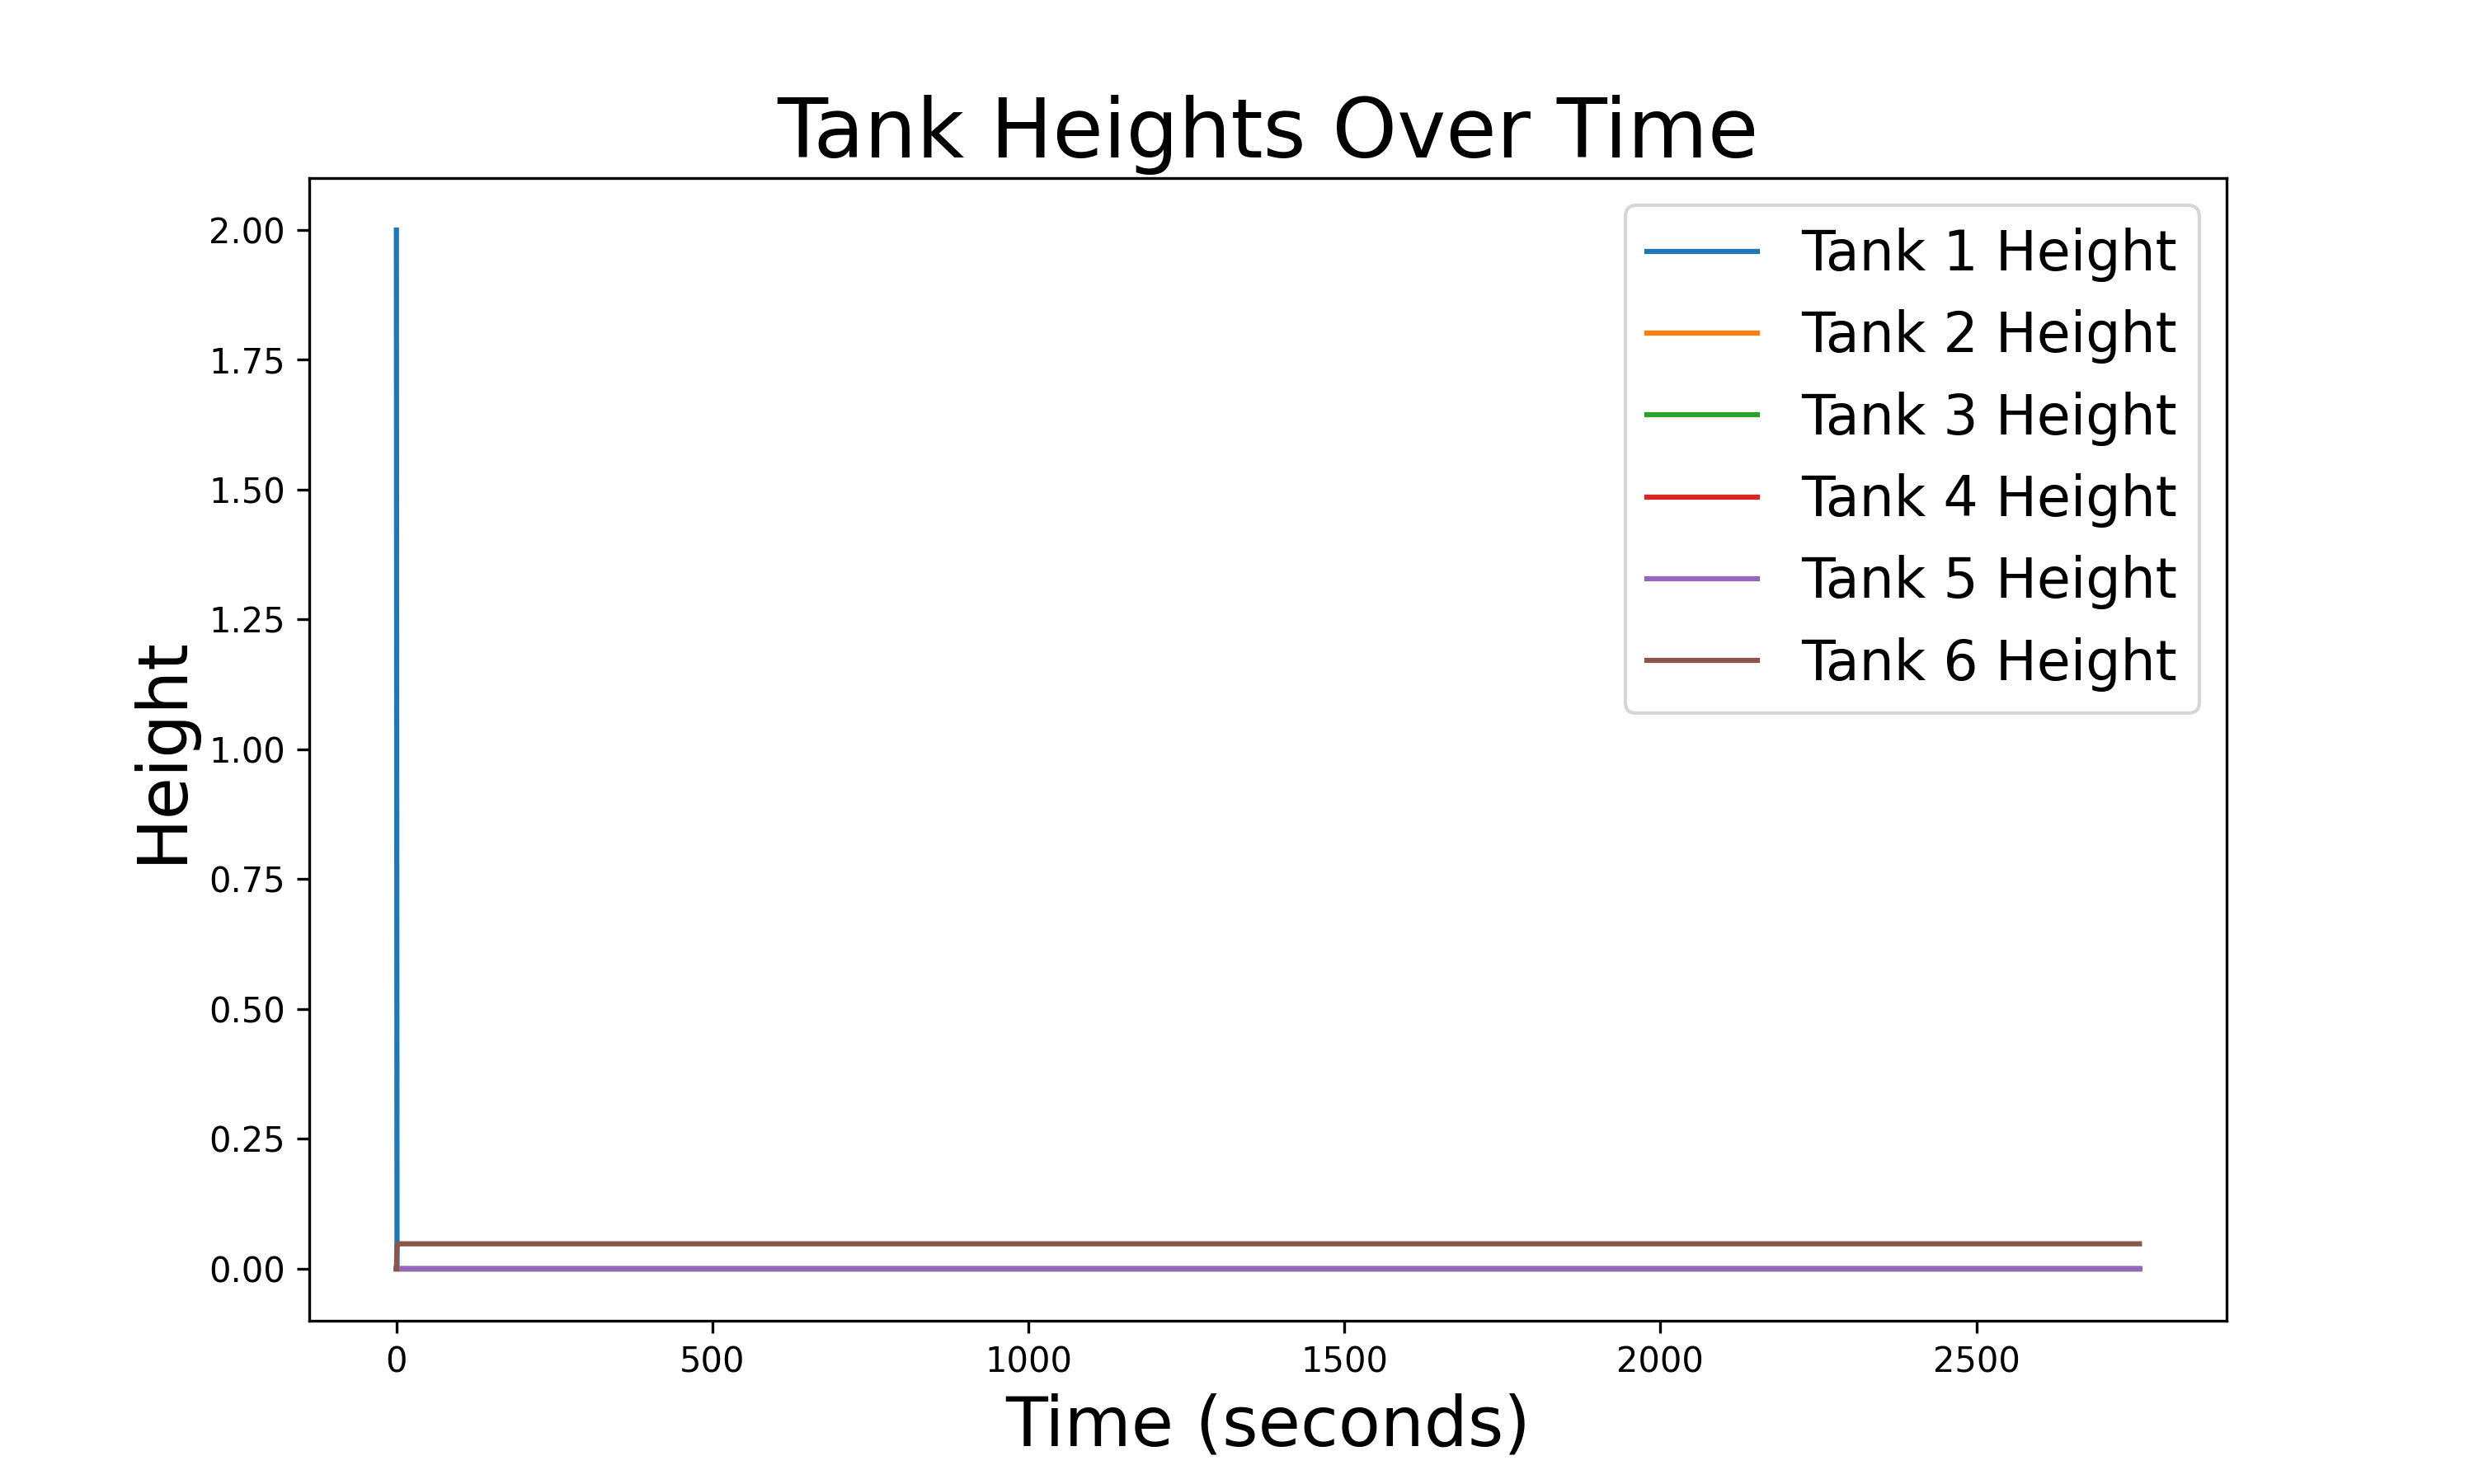 Tank Heights Over Time
2.00
1.75
1.50
1.25
1.00
0.75
0.50
0.25
0.00
Height
Tank 1 Height
Tank 2 Height
Tank 3 Height
Tank 4 Height
Tank 5 Height
Tank 6 Height
0 500 1000 1500 2000 2500
Time (seconds)